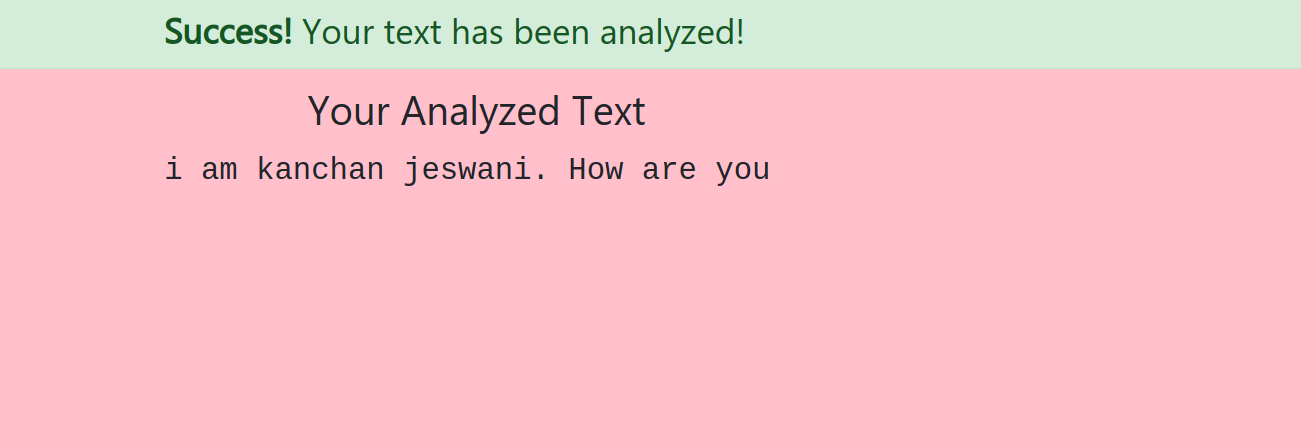 Success! Your text has been analyzed!
Your Analyzed Text
i am kanchan jeswani. How are you